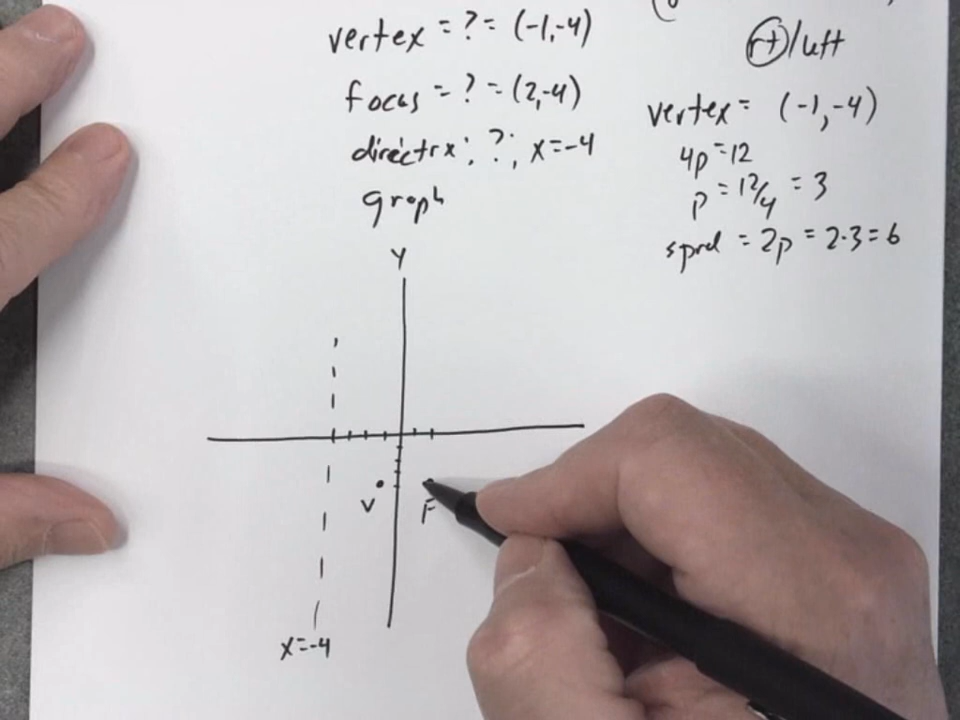 vertex = ? = (-1,-4)
focus = ? = (2,-4)
directrx: ?; x=-4
graph
rt/left
vertex = (-1,-4)
4p = 12
p = 12/4 = 3
sprd = 2p = 2·3 = 6
Y
V
F
x=-4